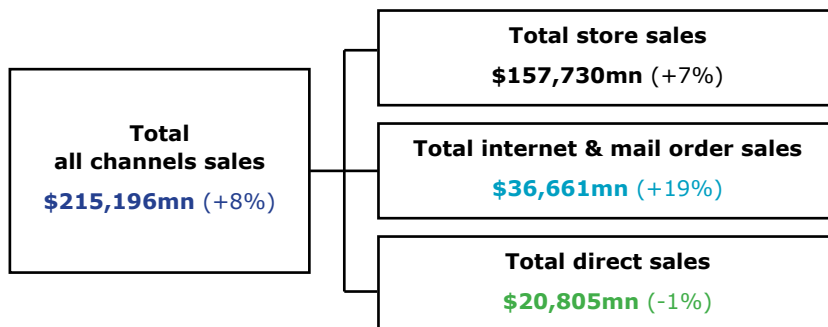 Total
all channels sales
$215,196mn (+8%)
Total store sales
$157,730mn (+7%)
Total internet & mail order sales
$36,661mn (+19%)
Total direct sales
$20,805mn (-1%)